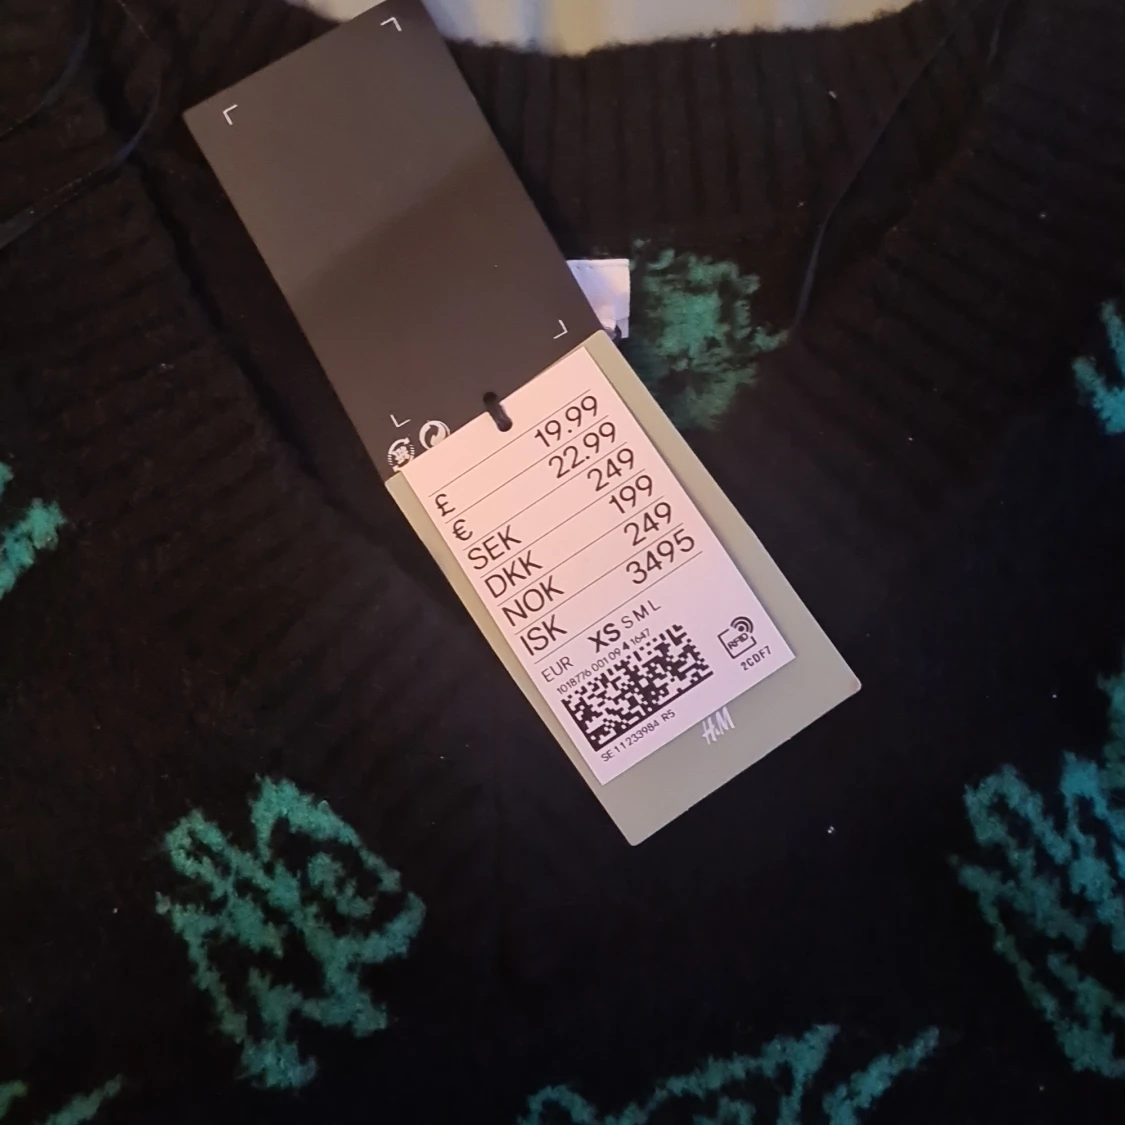 £ 19.99
€ 22.99
SEK 249
DKK 199
NOK 249
ISK 3495
EUR XS S M L
1018776 001 09 4 1647
RFID
2CDF7
SE 11233984 R5
H&M